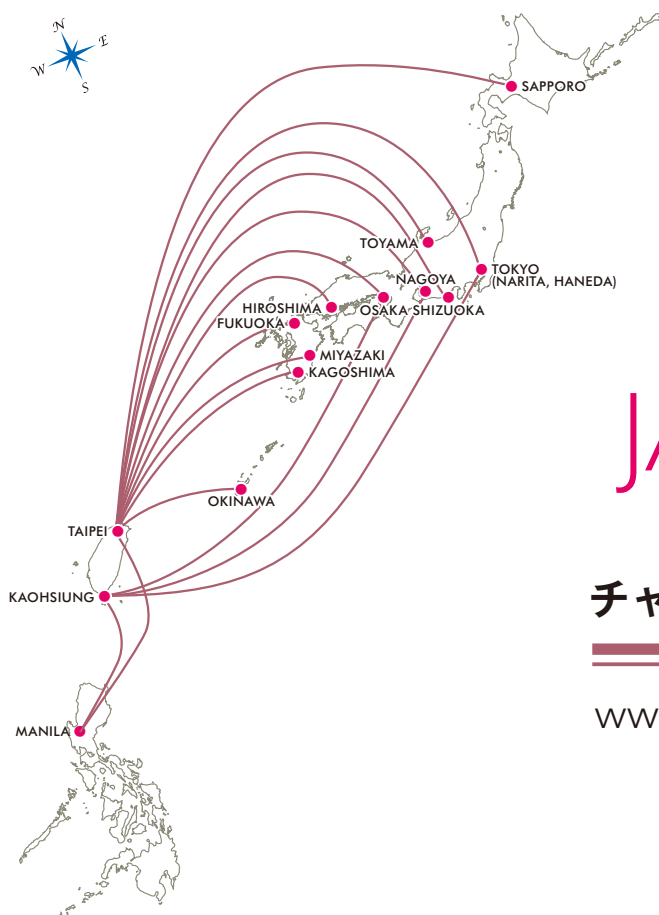 N
E
W
S
SAPPORO
TOYAMA
TOKYO
(NARITA, HANEDA)
NAGOYA
HIROSHIMA
OSAKA SHIZUOKA
FUKUOKA
MIYAZAKI
KAGOSHIMA
OKINAWA
TAIPEI
KAOHSIUNG
MANILA
チャ
WW